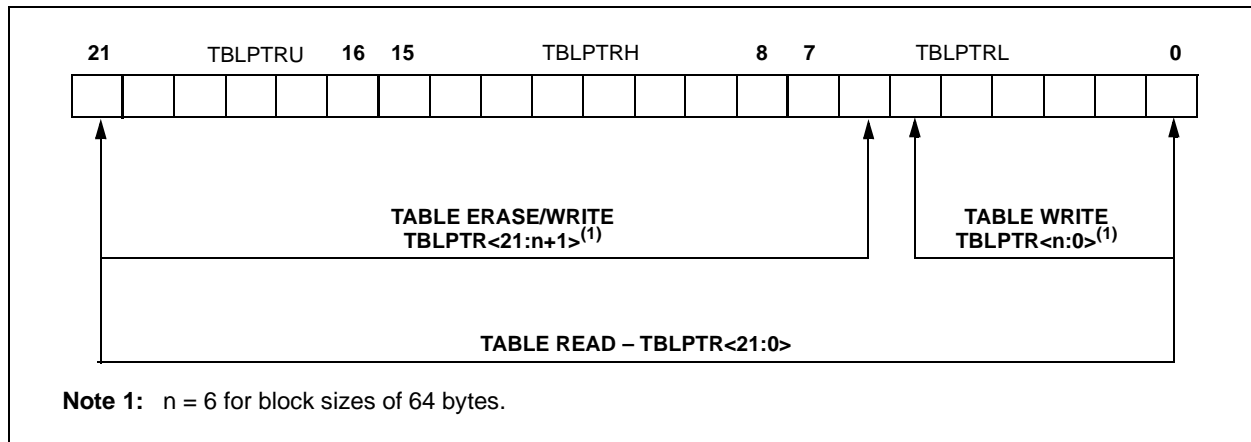 21 TBLPTRU 16 15 TBLPTRH 8 7 TBLPTRL 0
TABLE ERASE/WRITE
TBLPTR<21:n+1>(1)
TABLE WRITE
TBLPTR<n:0>(1)
TABLE READ – TBLPTR<21:0>
Note 1: n = 6 for block sizes of 64 bytes.